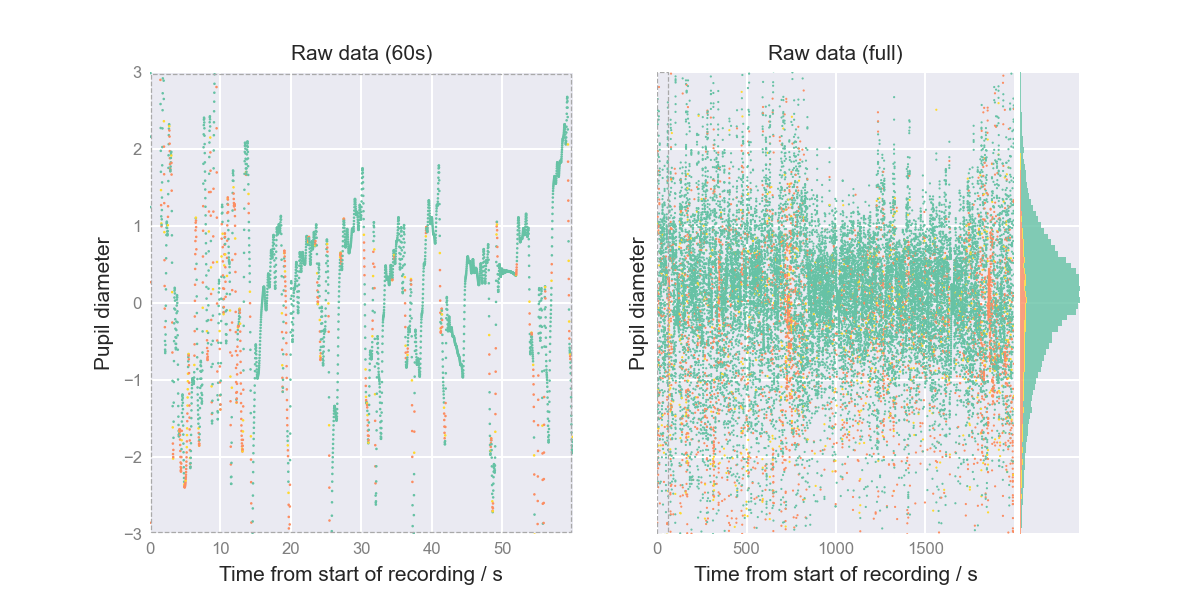 Raw data (60s)
Pupil diameter
3
2
1
0
−1
−2
−3
0 10 20 30 40 50
Time from start of recording / s
Raw data (full)
Pupil diameter
0 500 1000 1500
Time from start of recording / s